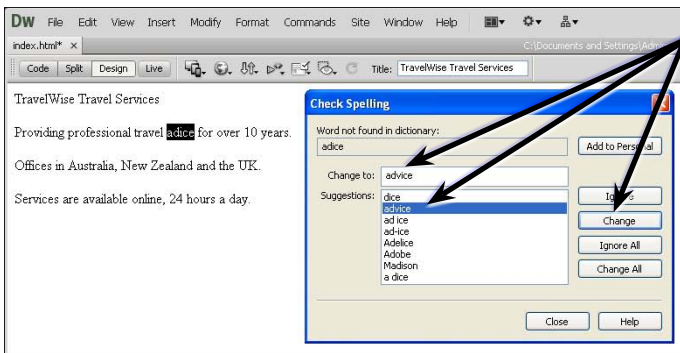 DW File Edit View Insert Modify Format Commands Site Window Help
index.html* × C:\Documents and Settings\
Code Split Design Live Title: TravelWise Travel Services
TravelWise Travel Services
Providing professional travel adice for over 10 years.
Offices in Australia, New Zealand and the UK.
Services are available online, 24 hours a day.
Check Spelling
Word not found in dictionary:
adice Add to Personal
Change to: advice
Suggestions: dice Ignore
advice
ad ice Change
ad-ice
Adelice Ignore All
Adobe
Madison Change All
a dice
Close Help